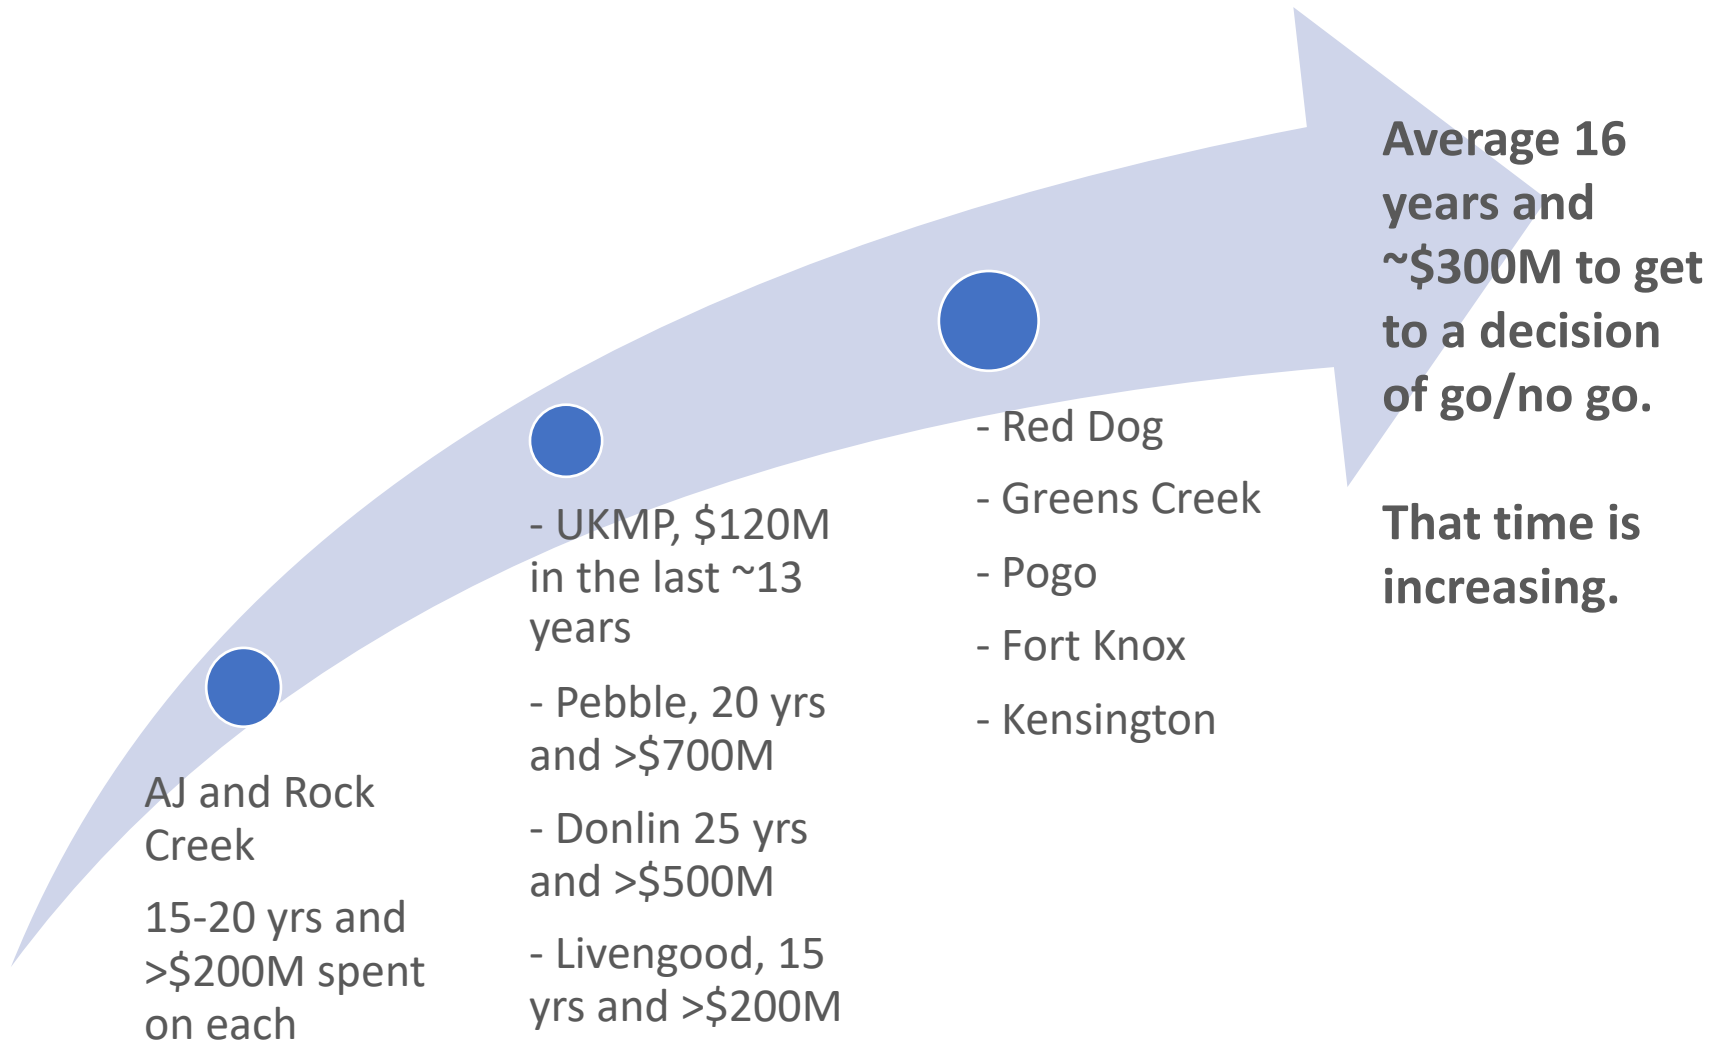 AJ and Rock
Creek
15-20 yrs and
>$200M spent
on each
- UKMP, $120M
in the last ~13
years
- Pebble, 20 yrs
and >$700M
- Donlin 25 yrs
and >$500M
- Livengood, 15
yrs and >$200M
- Red Dog
- Greens Creek
- Pogo
- Fort Knox
- Kensington
Average 16
years and
~$300M to get
to a decision
of go/no go.
That time is
increasing.